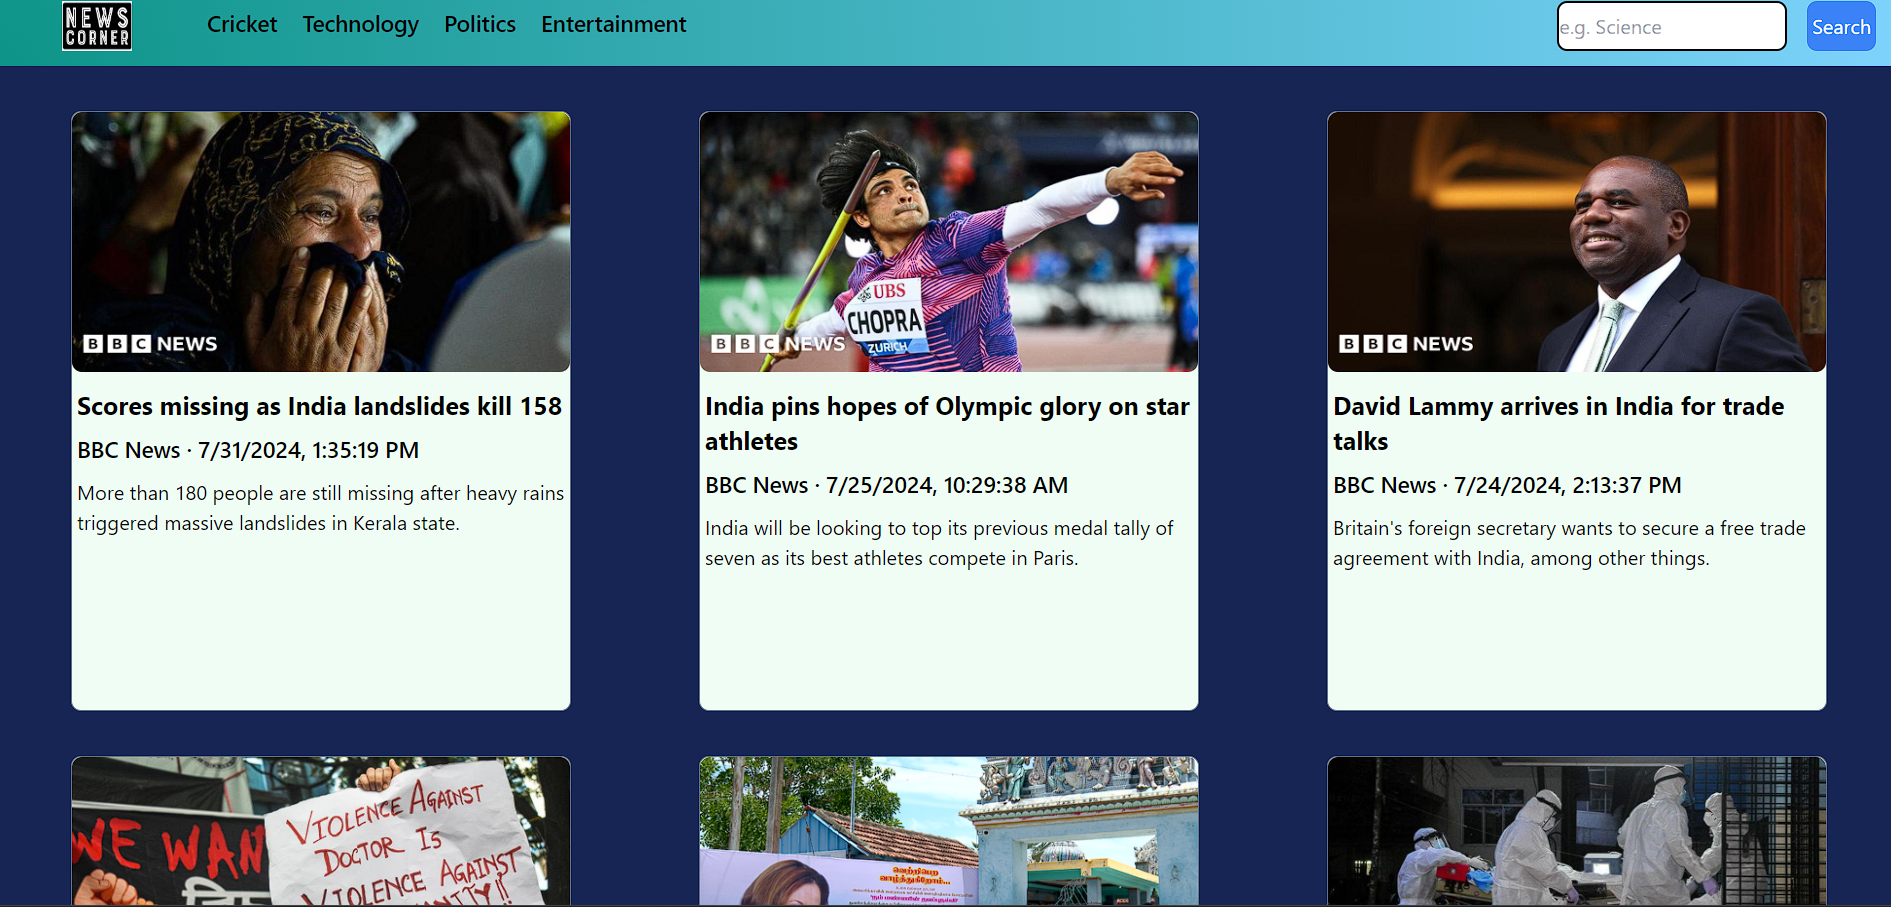 NEWS
CORNER
Cricket Technology Politics Entertainment
e.g. Science
Search
BBC NEWS
UBS
CHOPRA
ZURICH
BBC NEWS
BBC NEWS
Scores missing as India landslides kill 158
BBC News · 7/31/2024, 1:35:19 PM
More than 180 people are still missing after heavy rains
triggered massive landslides in Kerala state.
India pins hopes of Olympic glory on star
athletes
BBC News · 7/25/2024, 10:29:38 AM
India will be looking to top its previous medal tally of
seven as its best athletes compete in Paris.
David Lammy arrives in India for trade
talks
BBC News · 7/24/2024, 2:13:37 PM
Britain's foreign secretary wants to secure a free trade
agreement with India, among other things.
WE WAN
VIOLENCE AGAINST
DOCTOR IS
VIOLENCE AGAINST
வெற்றிபெற
வாழ்த்துகிறோம்...